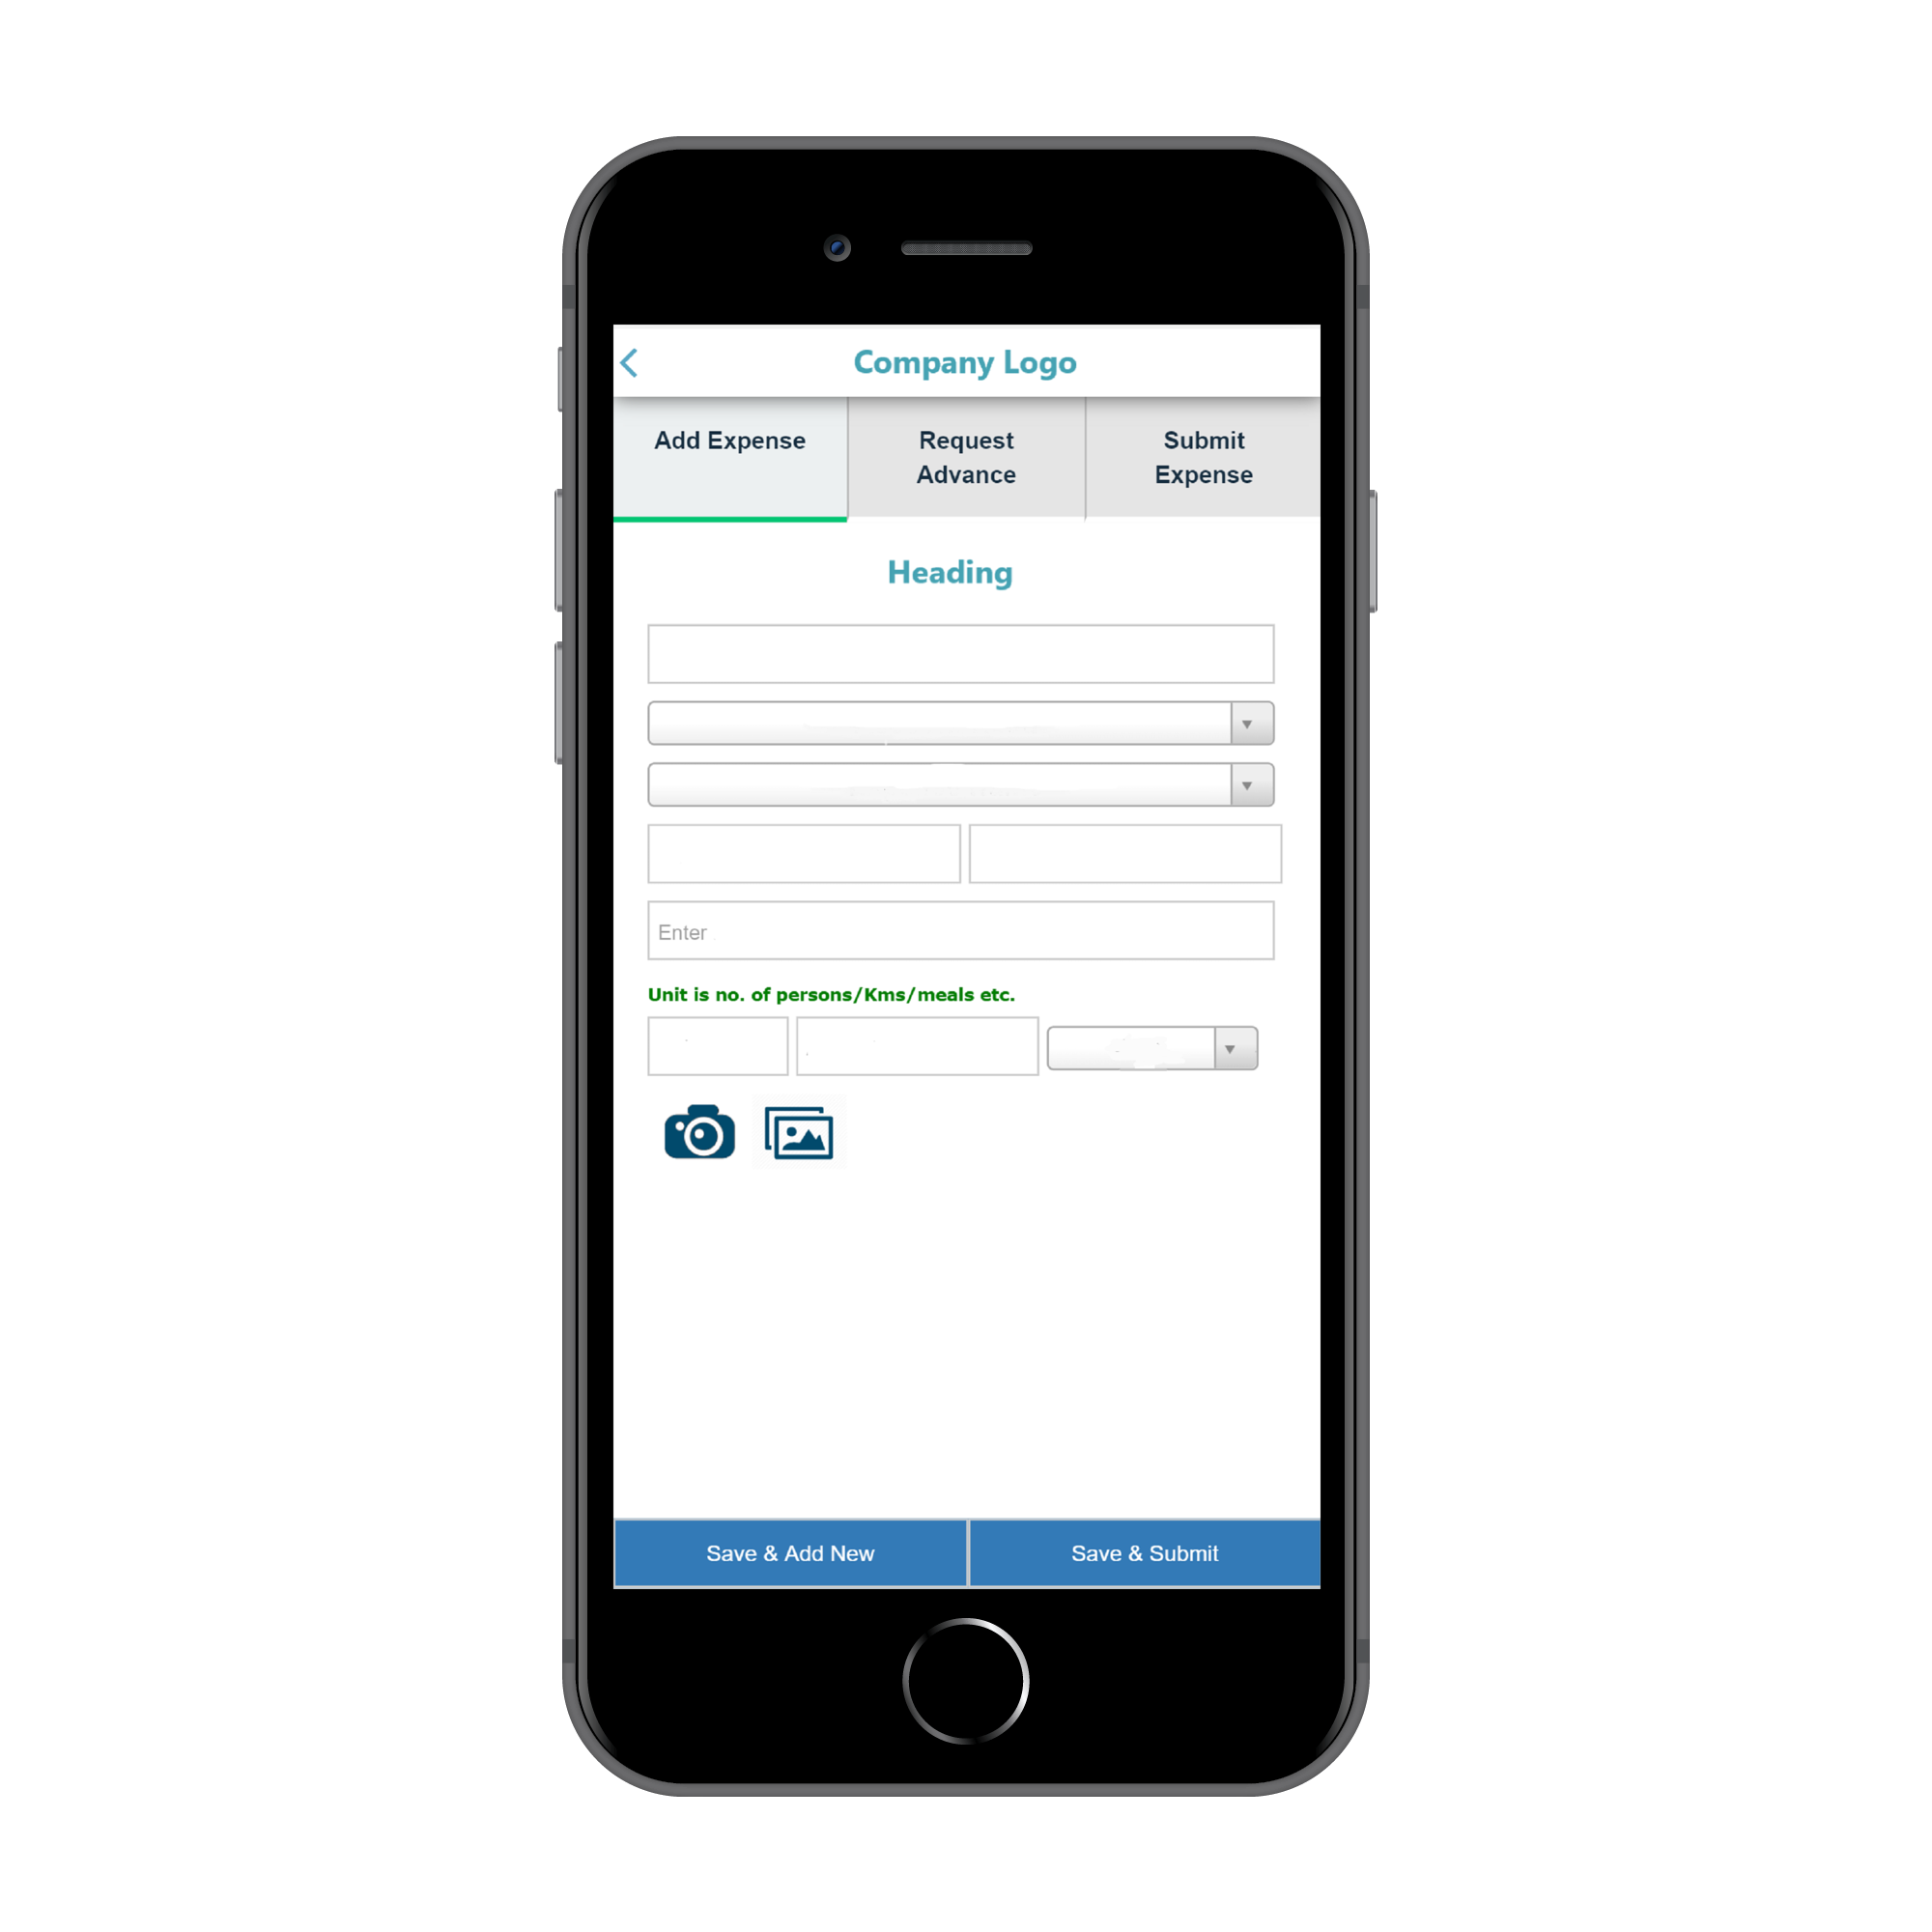 Company Logo
Add Expense
Request
Advance
Submit
Expense
Heading
Enter
Unit is no. of persons/Kms/meals etc.
Save & Add New
Save & Submit